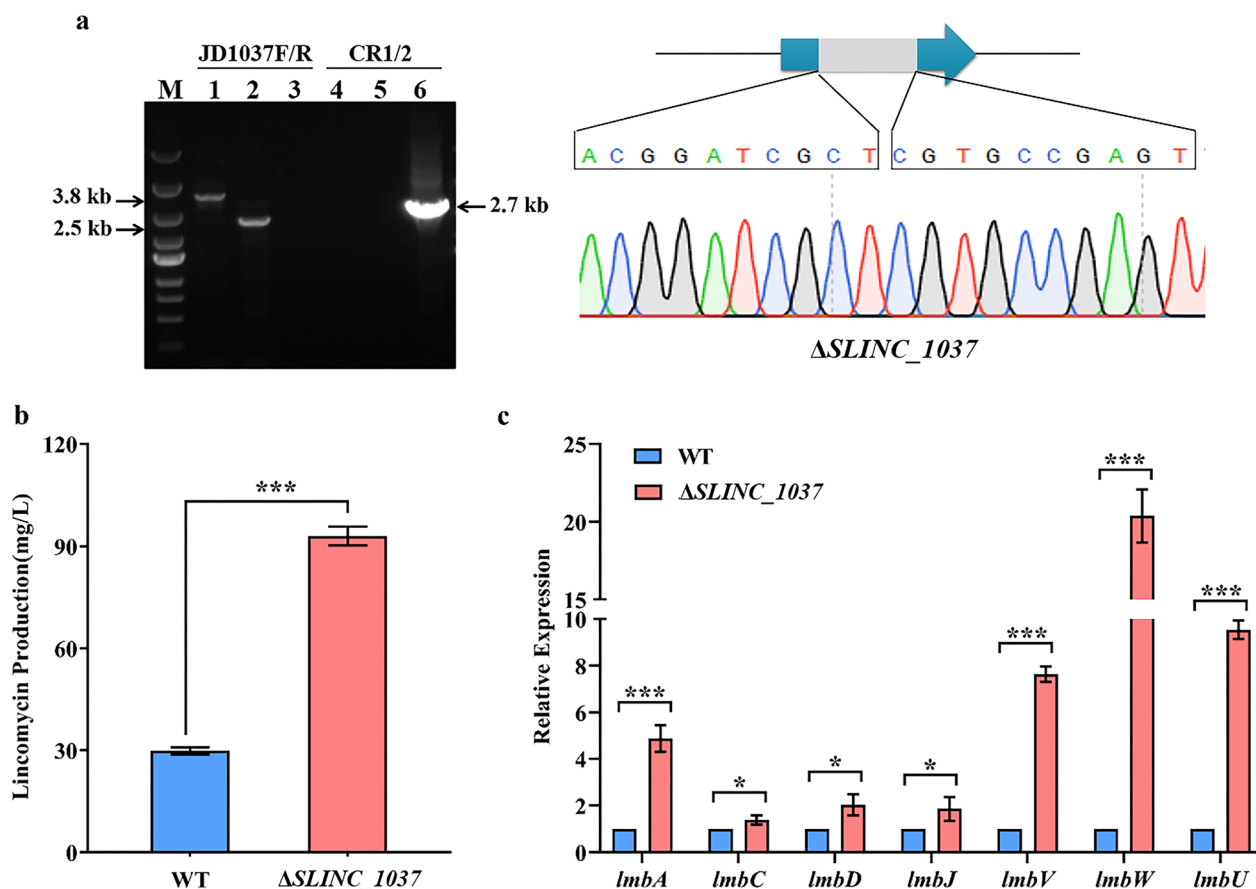 a
JD1037F/R CR1/2
M 1 2 3 4 5 6
3.8 kb
2.5 kb
2.7 kb
A C G G A T C G C T C G T G C C G A G T
ΔSLINC_1037
b
Lincomycin Production(mg/L)
120
90
60
30
0
***
WT ΔSLINC_1037
c
Relative Expression
25
20
15
10
8
6
4
2
0
WT
ΔSLINC_1037
*** * * * *** *** ***
lmbA lmbC lmbD lmbJ lmbV lmbW lmbU